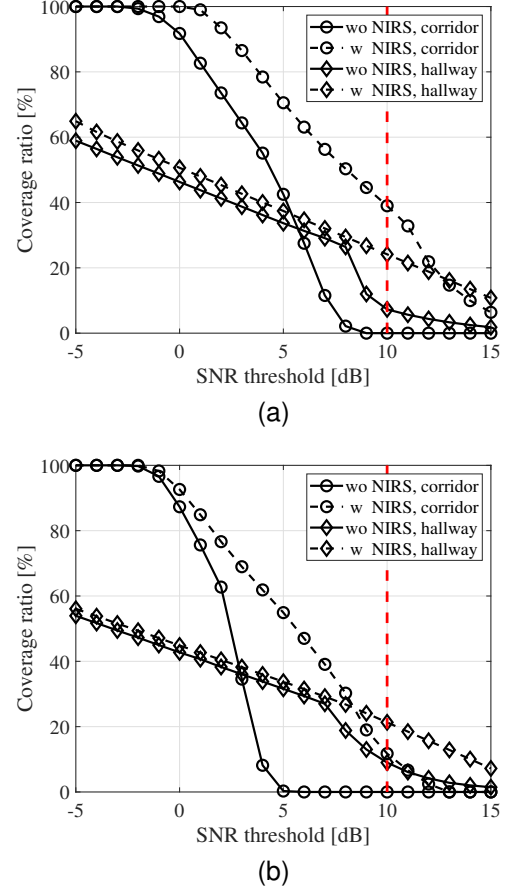 100
80
60
40
20
0
Coverage ratio [%]
wo NIRS, corridor
w NIRS, corridor
wo NIRS, hallway
w NIRS, hallway
-5 0 5 10 15
SNR threshold [dB]
(a)
100
80
60
40
20
0
Coverage ratio [%]
wo NIRS, corridor
w NIRS, corridor
wo NIRS, hallway
w NIRS, hallway
-5 0 5 10 15
SNR threshold [dB]
(b)